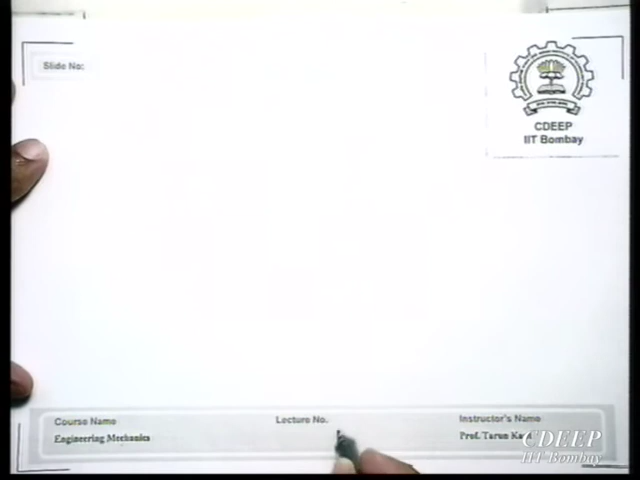 Slide No:
CDEEP
IIT Bombay
Course Name
Lecture No.
Instructor's Name
Engineering Mechanics
Prof. Tarun
CDEEP
IIT Bombay